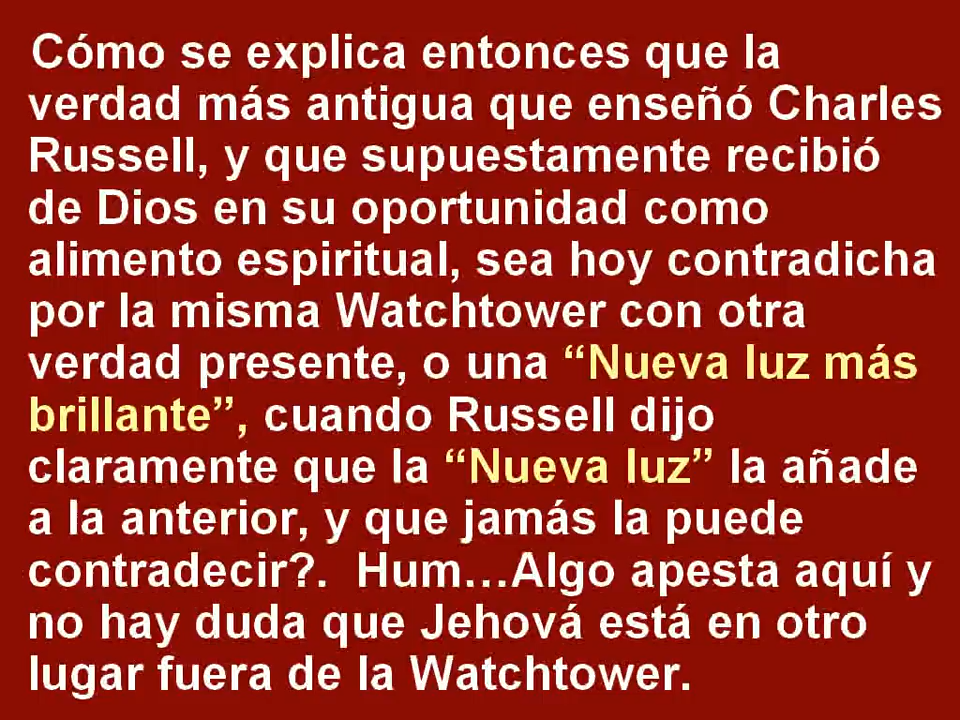 Cómo se explica entonces que la
verdad más antigua que enseñó Charles
Russell, y que supuestamente recibió
de Dios en su oportunidad como
alimento espiritual, sea hoy contradicha
por la misma Watchtower con otra
verdad presente, o una “Nueva luz más
brillante”, cuando Russell dijo
claramente que la “Nueva luz” la añade
a la anterior, y que jamás la puede
contradecir?.  Hum…Algo apesta aquí y
no hay duda que Jehová está en otro
lugar fuera de la Watchtower.